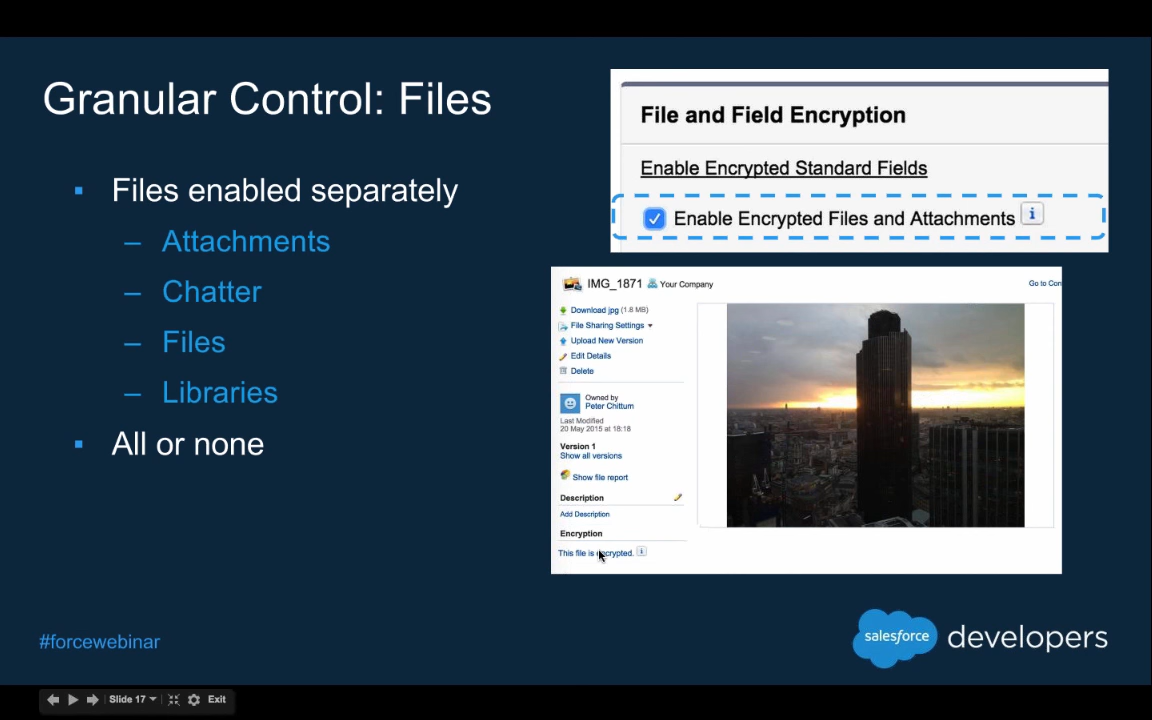 Granular Control: Files
Files enabled separately
– Attachments
– Chatter
– Files
– Libraries
All or none
File and Field Encryption
Enable Encrypted Standard Fields
Enable Encrypted Files and Attachments i
IMG_1871 Your Company
Go to Con
Download jpg (1.8 MB)
File Sharing Settings
Upload New Version
Edit Details
Delete
Owned by
Peter Chittum
Last Modified
20 May 2015 at 18:18
Version 1
Show all versions
Show file report
Description
Add Description
Encryption
This file is encrypted. i
#forcewebinar
salesforce developers
Slide 17 Exit